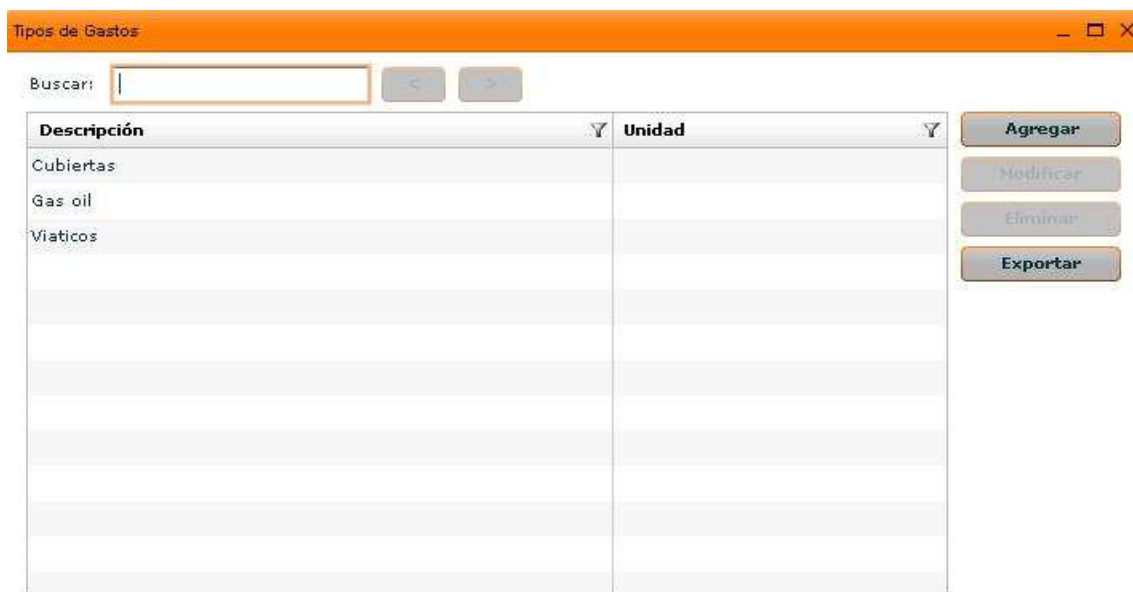 Tipos de Gastos
Buscar:
< >
Descripción Unidad
Agregar
Cubiertas
Modificar
Gas oil
Eliminar
Viaticos
Exportar